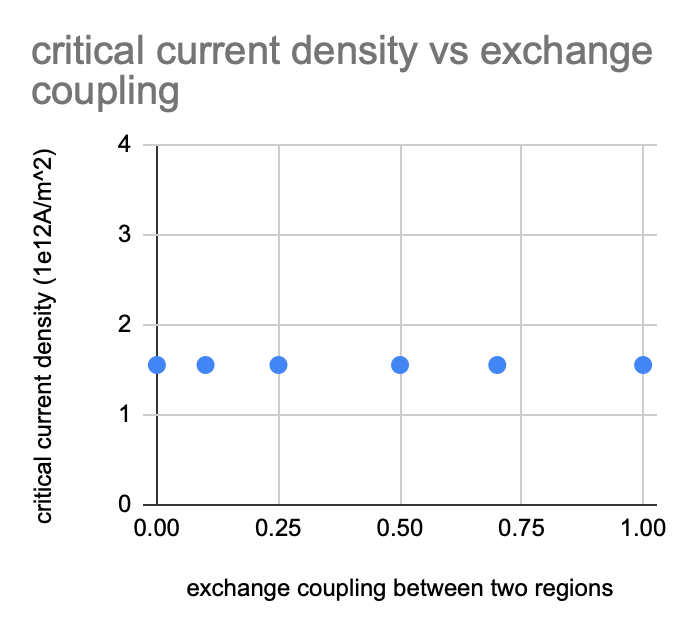 critical current density vs exchange
coupling
critical current density (1e12A/m^2)
4
3
2
1
0
0.00 0.25 0.50 0.75 1.00
exchange coupling between two regions